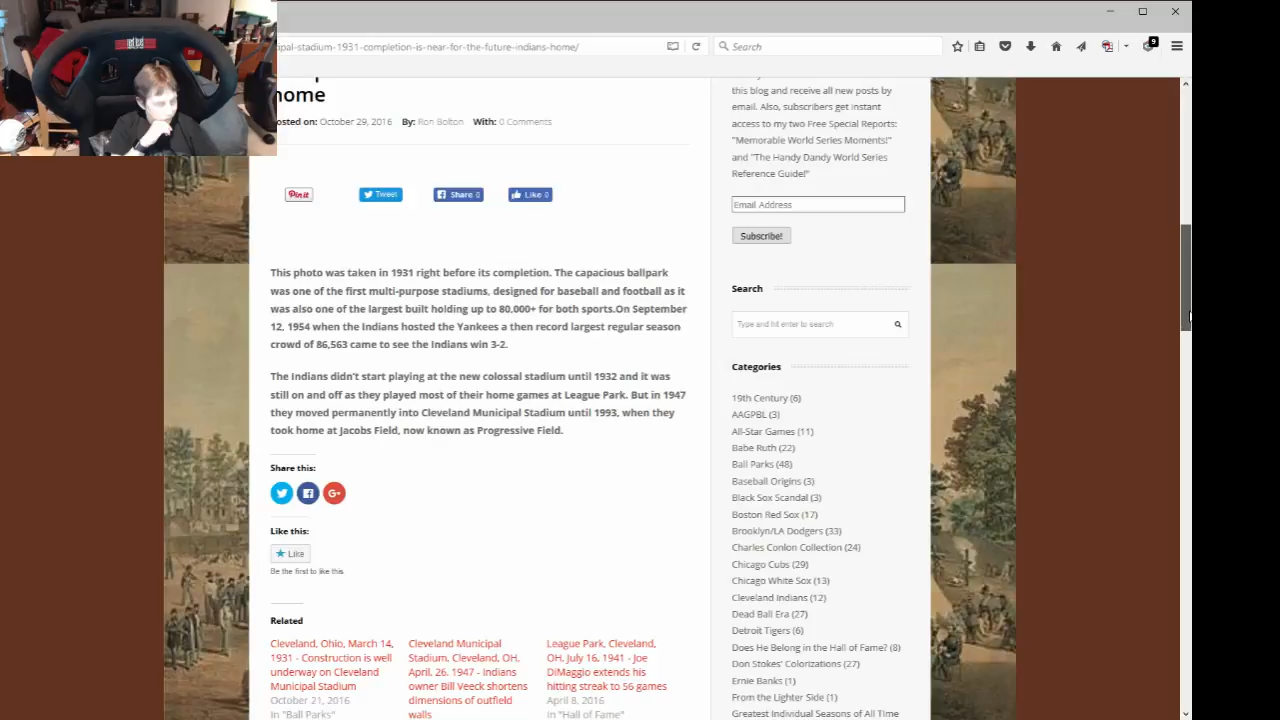 ipal-stadium-1931-completion-is-near-for-the-future-indians-home/
Search
9
home
osted on: October 29, 2016 By: Ron Bolton With: 0 Comments
Pinit
Tweet
Share 0
Like 0
This photo was taken in 1931 right before its completion. The capacious ballpark
was one of the first multi-purpose stadiums, designed for baseball and football as it
was also one of the largest built holding up to 80,000+ for both sports.On September
12, 1954 when the Indians hosted the Yankees a then record largest regular season
crowd of 86,563 came to see the Indians win 3-2.
The Indians didn't start playing at the new colossal stadium until 1932 and it was
still on and off as they played most of their home games at League Park. But in 1947
they moved permanently into Cleveland Municipal Stadium until 1993, when they
took home at Jacobs Field, now known as Progressive Field.
Share this:
Like this:
Like
Be the first to like this.
Related
Cleveland, Ohio, March 14,
1931 - Construction is well
underway on Cleveland
Municipal Stadium
October 21, 2016
In "Ball Parks"
Cleveland Municipal
Stadium, Cleveland, OH,
April, 26, 1947 - Indians
owner Bill Veeck shortens
dimensions of outfield
walls
League Park, Cleveland,
OH, July 16, 1941 - Joe
DiMaggio extends his
hitting streak to 56 games
April 8, 2016
In "Hall of Fame"
this blog and receive all new posts by
email. Also, subscribers get instant
access to my two Free Special Reports:
"Memorable World Series Moments!"
and "The Handy Dandy World Series
Reference Guide!"
Email Address
Subscribe!
Search
Type and hit enter to search
Categories
19th Century (6)
AAGPBL (3)
All-Star Games (11)
Babe Ruth (22)
Ball Parks (48)
Baseball Origins (3)
Black Sox Scandal (3)
Boston Red Sox (17)
Brooklyn/LA Dodgers (33)
Charles Conlon Collection (24)
Chicago Cubs (29)
Chicago White Sox (13)
Cleveland Indians (12)
Dead Ball Era (27)
Detroit Tigers (6)
Does He Belong in the Hall of Fame? (8)
Don Stokes' Colorizations (27)
Ernie Banks (1)
From the Lighter Side (1)
Greatest Individual Seasons of All Time